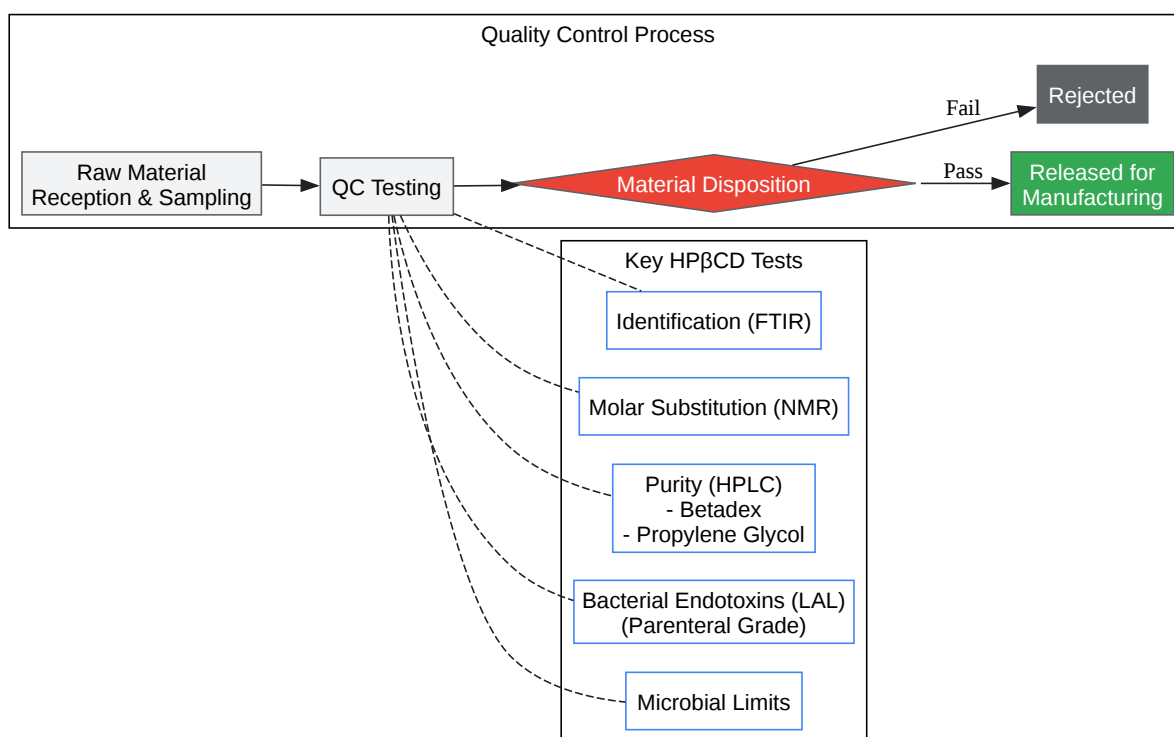 Quality Control Process
Raw Material
Reception & Sampling
QC Testing
Material Disposition
Fail
Rejected
Pass
Released for
Manufacturing
Key HPβCD Tests
Identification (FTIR)
Molar Substitution (NMR)
Purity (HPLC)
- Betadex
- Propylene Glycol
Bacterial Endotoxins (LAL)
(Parenteral Grade)
Microbial Limits